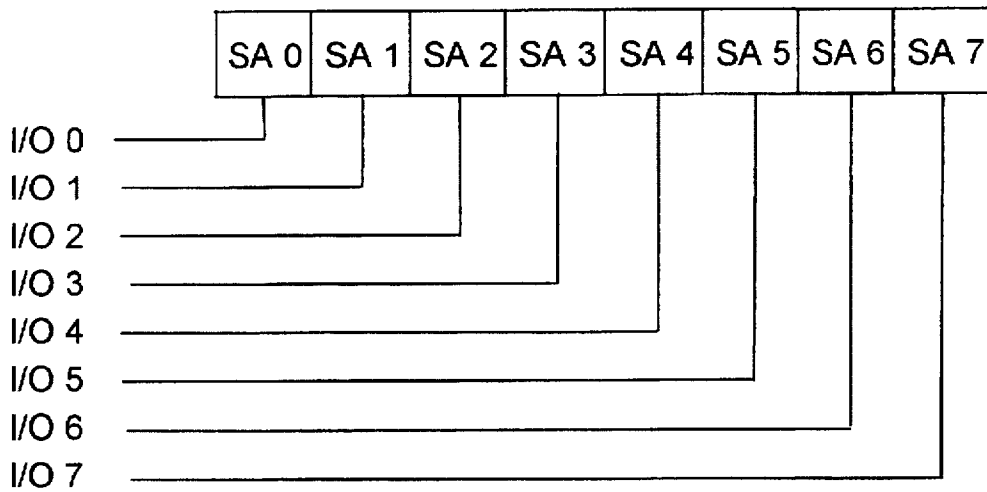 SA 0 SA 1 SA 2 SA 3 SA 4 SA 5 SA 6 SA 7
I/O 0
I/O 1
I/O 2
I/O 3
I/O 4
I/O 5
I/O 6
I/O 7